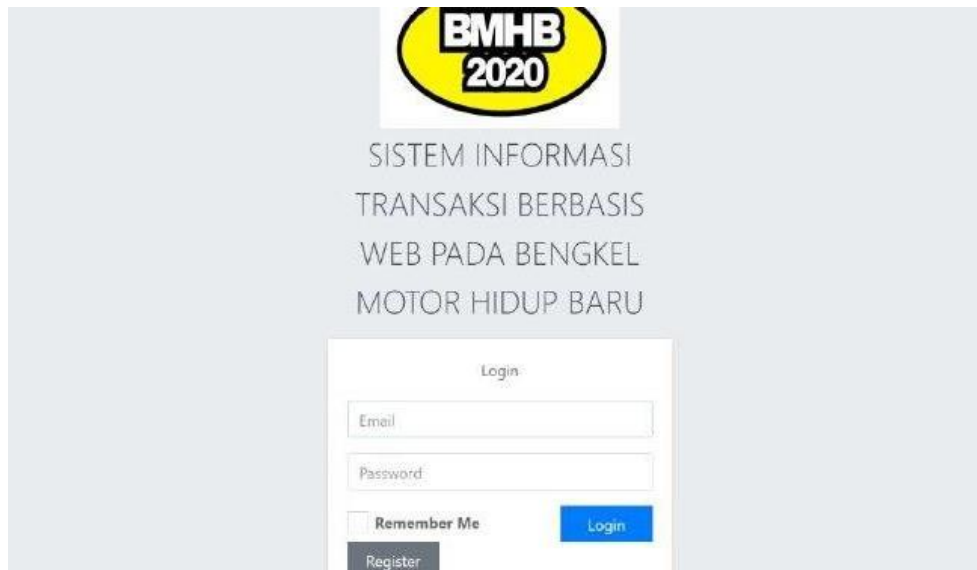 BMHB
2020
SISTEM INFORMASI
TRANSAKSI BERBASIS
WEB PADA BENGKEL
MOTOR HIDUP BARU
Login
Email
Password
Remember Me
Login
Register